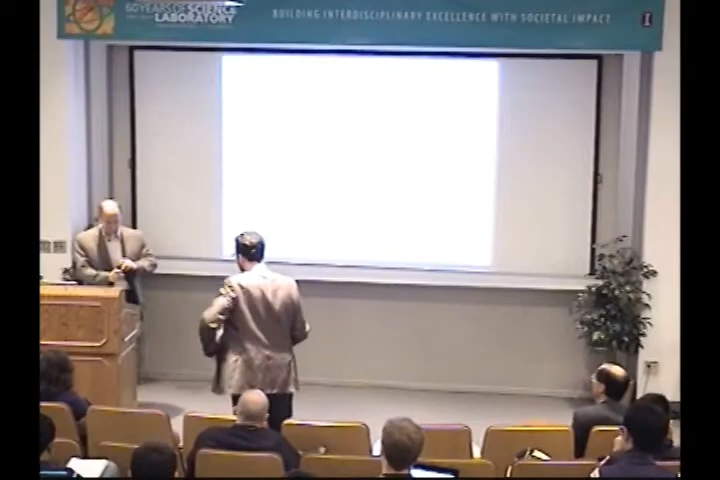 60 YEARS OF SCIENCE
LABORATORY
BUILDING INTERDISCIPLINARY EXCELLENCE WITH SOCIETAL IMPACT
I